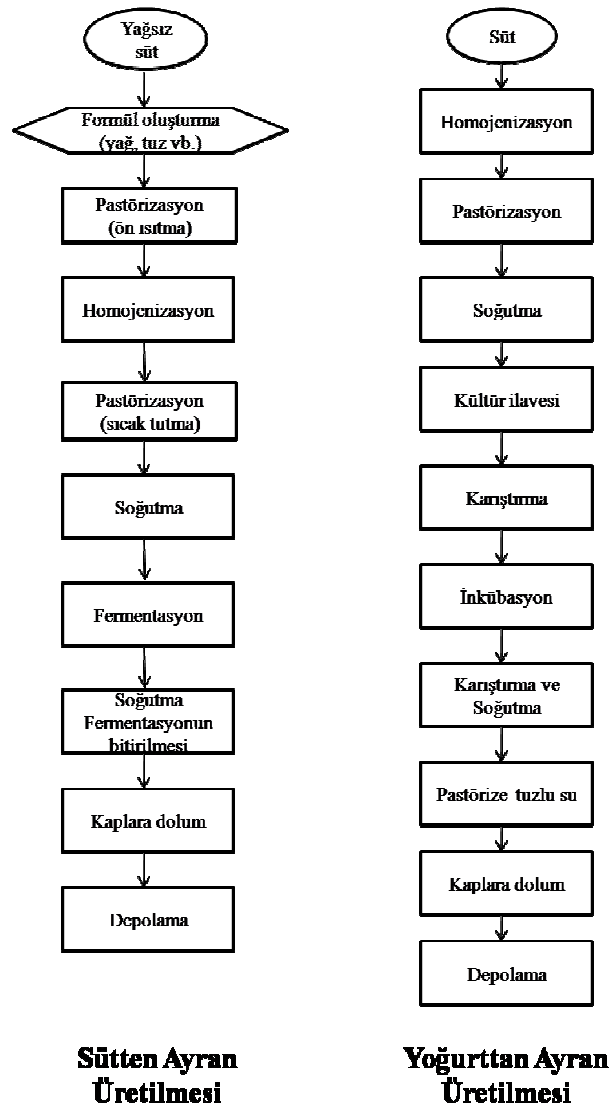 Yağsız
süt
Formül oluşturma
(yağ, tuz vb.)
Pastörizasyon
(ön ısıtma)
Homojenizasyon
Pastörizasyon
(sıcak tutma)
Soğutma
Fermentasyon
Soğutma
Fermentasyonun
bitirilmesi
Kaplara dolum
Depolama
Sütten Ayran
Üretilmesi
Süt
Homojenizasyon
Pastörizasyon
Soğutma
Kültür ilavesi
Karıştırma
İnkübasyon
Karıştırma ve
Soğutma
Pastörize tuzlu su
Kaplara dolum
Depolama
Yoğurttan Ayran
Üretilmesi